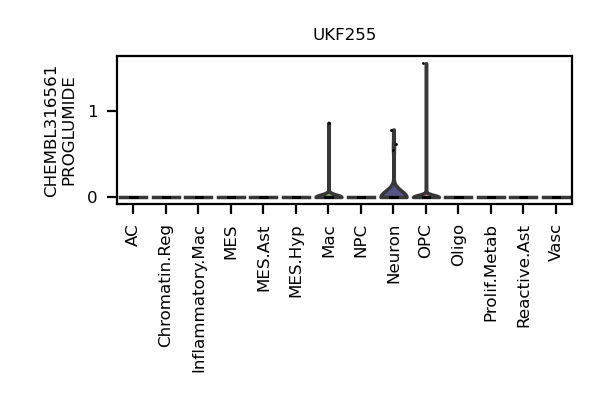 UKF255
CHEMBL316561
PROGLUMIDE
1
0
AC
Chromatin.Reg
Inflammatory.Mac
MES
MES.Ast
MES.Hyp
Mac
NPC
Neuron
OPC
Oligo
Prolif.Metab
Reactive.Ast
Vasc